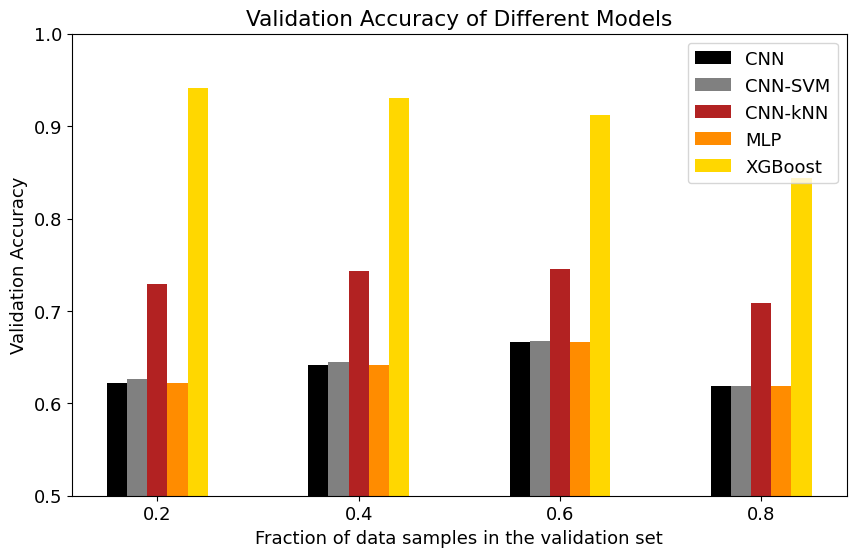 Validation Accuracy of Different Models
1.0
0.9
0.8
0.7
0.6
0.5
Validation Accuracy
CNN
CNN-SVM
CNN-kNN
MLP
XGBoost
0.2 0.4 0.6 0.8
Fraction of data samples in the validation set